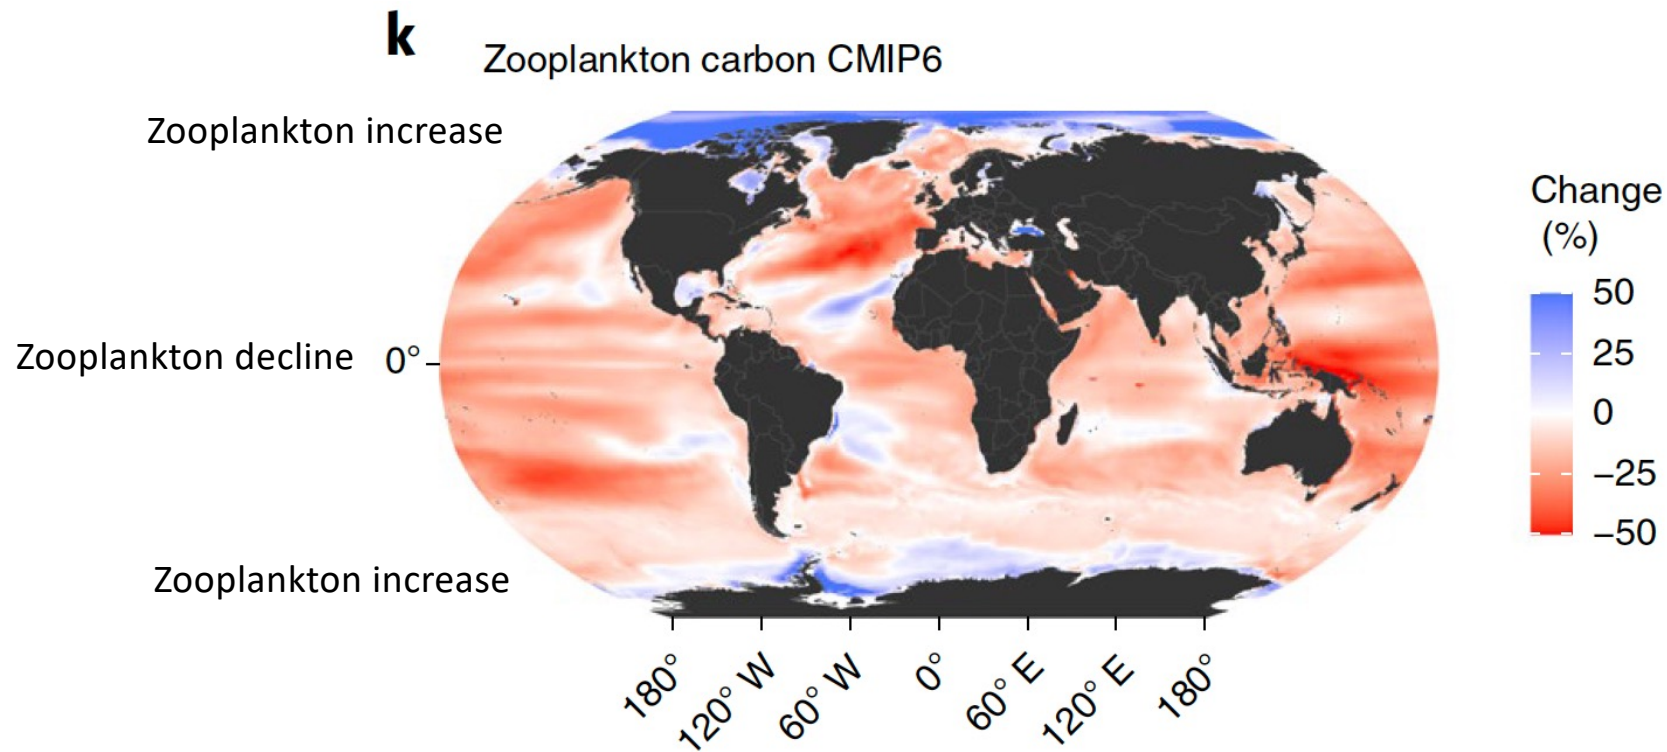 k
Zooplankton carbon CMIP6
Zooplankton increase
Change
(%)
50
25
Zooplankton decline 0°
0
−25
−50
Zooplankton increase
180° 120° W 60° W 0° 60° E 120° E 180°